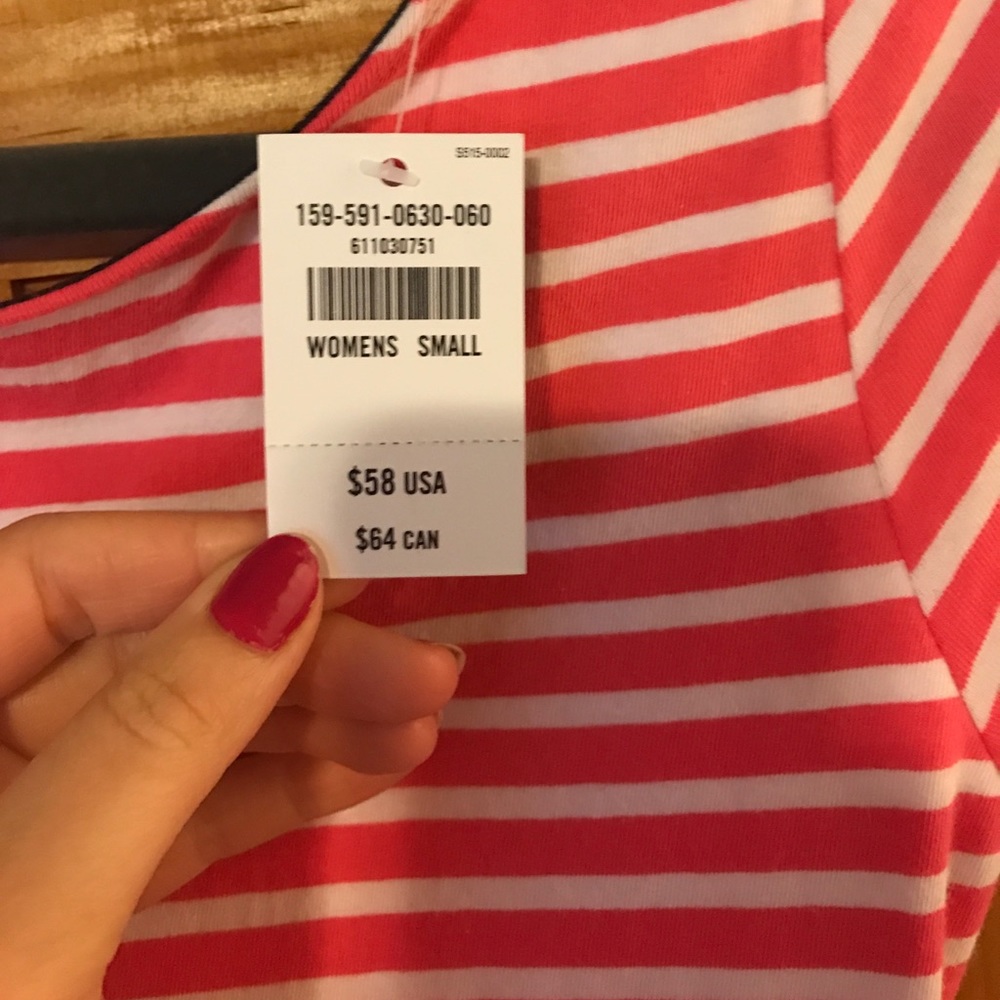 S515-0002
159-591-0630-060
611030751
WOMENS SMALL
$58 USA
$64 CAN